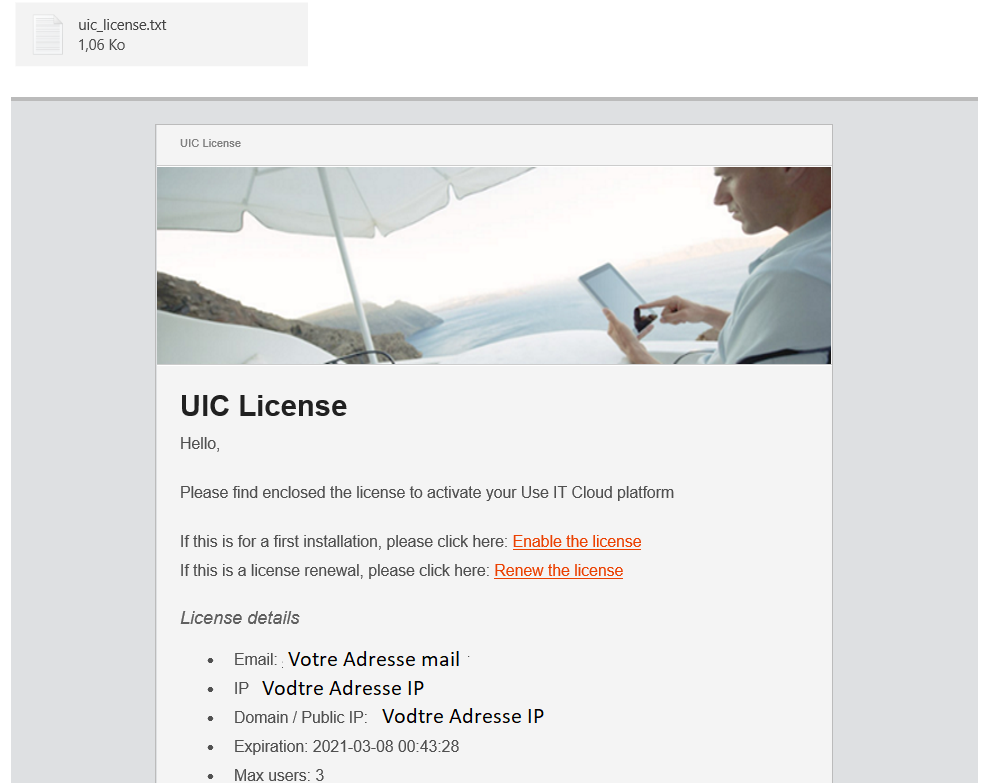 uic_license.txt
1,06 Ko
UIC License
UIC License
Hello,
Please find enclosed the license to activate your Use IT Cloud platform
If this is for a first installation, please click here: Enable the license
If this is a license renewal, please click here: Renew the license
License details
Email: Votre Adresse mail
IP Vodtre Adresse IP
Domain / Public IP: Vodtre Adresse IP
Expiration: 2021-03-08 00:43:28
Max users: 3